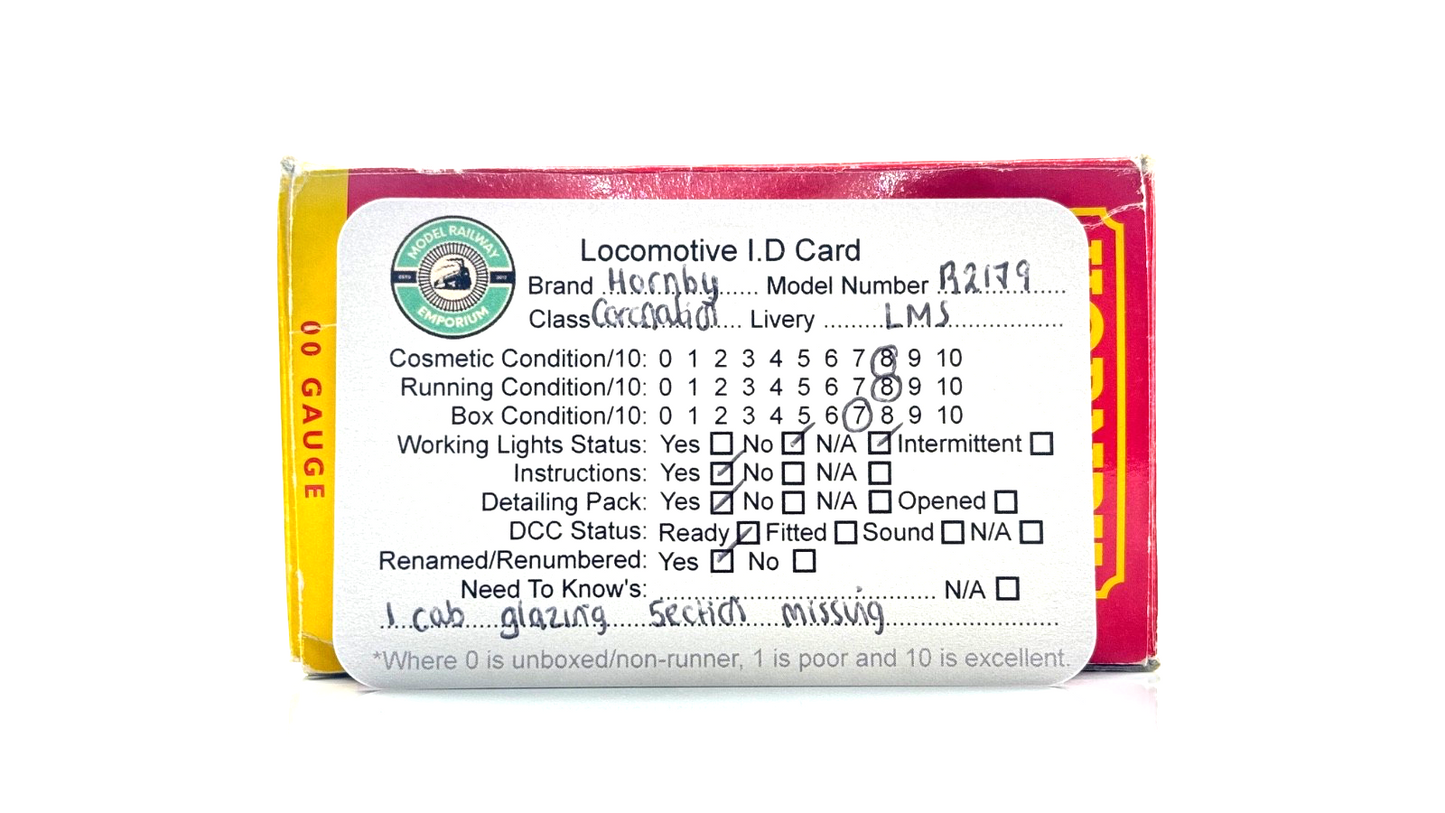 MODEL RAILWAY
EMPORIUM
Locomotive I.D Card
Brand Hornby Model Number R2179
Class Coronation Livery LMS
Cosmetic Condition/10: 0 1 2 3 4 5 6 7 8 9 10
Running Condition/10: 0 1 2 3 4 5 6 7 8 9 10
Box Condition/10: 0 1 2 3 4 5 6 7 8 9 10
Working Lights Status: Yes No N/A Intermittent
Instructions: Yes No N/A
Detailing Pack: Yes No N/A Opened
DCC Status: Ready Fitted Sound N/A
Renamed/Renumbered: Yes No
Need To Know's: N/A
1 cab glazing section missing
*Where 0 is unboxed/non-runner, 1 is poor and 10 is excellent.
00 GAUGE
HORNBY